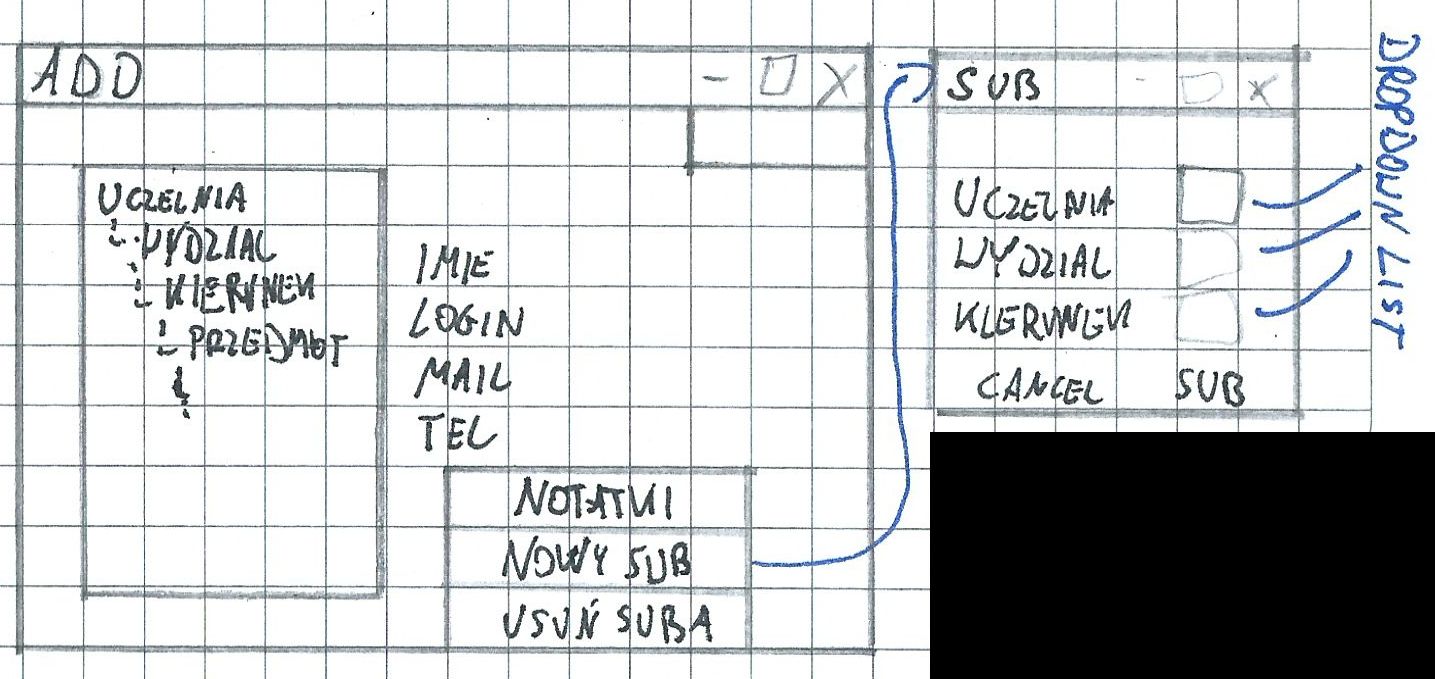 ADD - □ X
UCZELNIA
WYDZIAL
KIERUNEK
PRZEDMIOT
IMIE
LOGIN
MAIL
TEL
NOTATKI
NOWY SUB
USUŃ SUBA
SUB - □ X
UCZELNIA
WYDZIAL
KIERUNEK
CANCEL SUB
DROPDOWN LIST